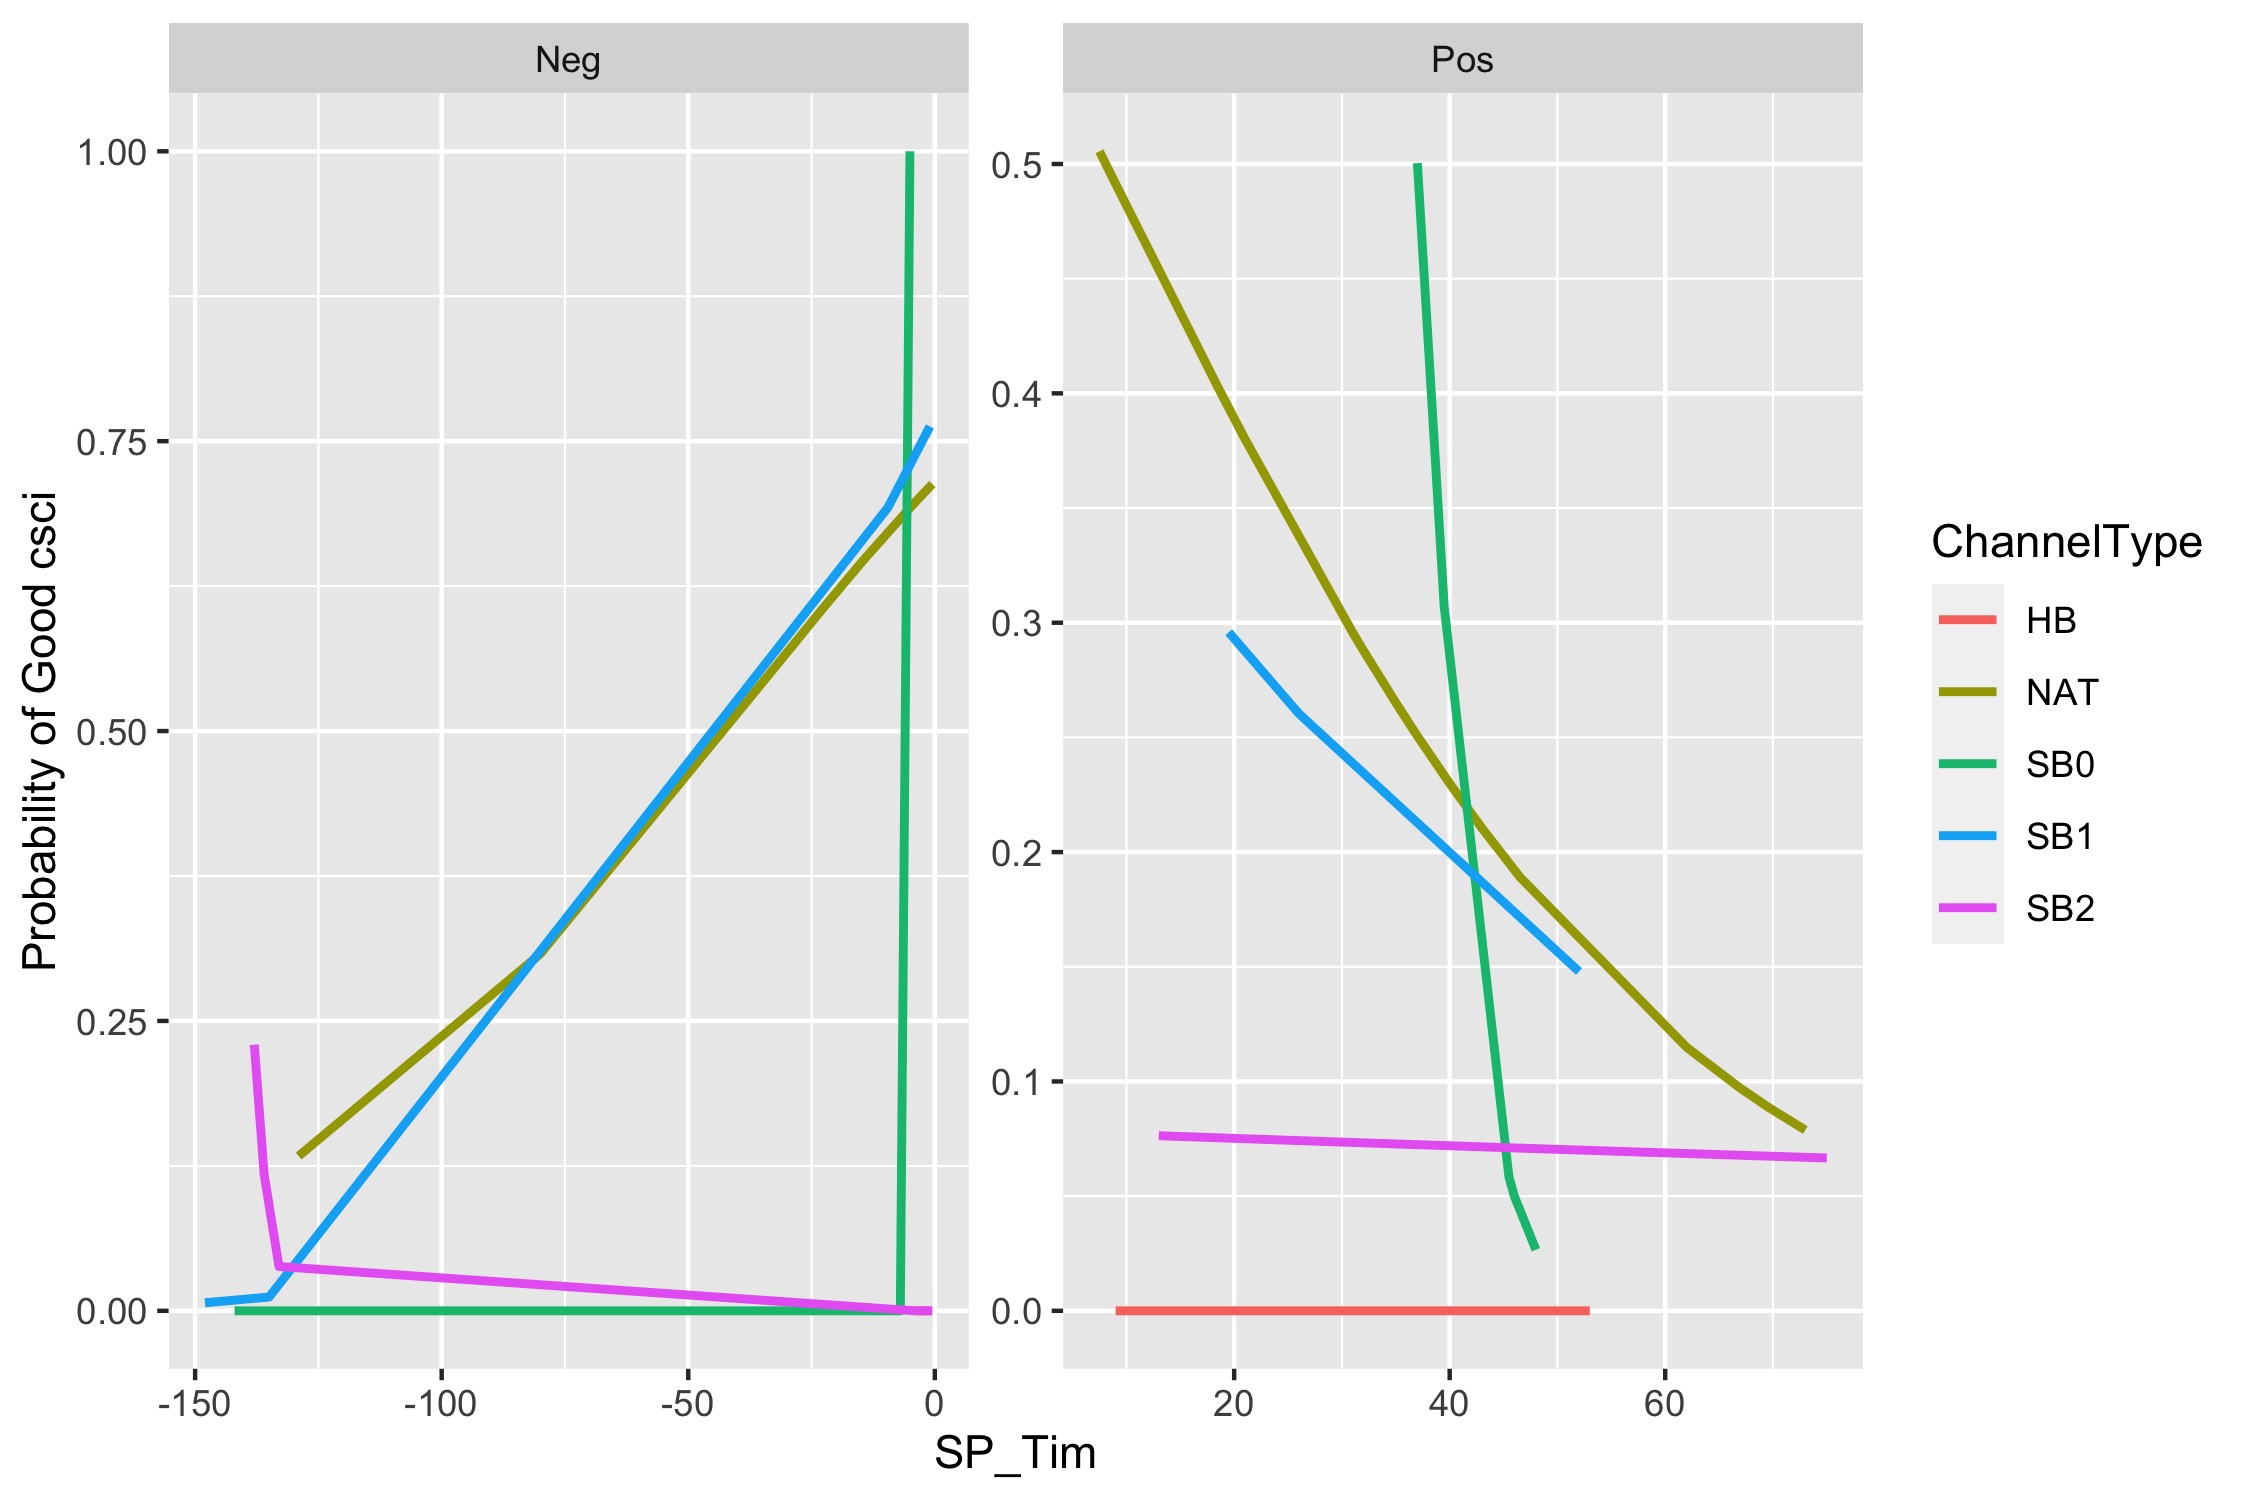 Neg
Pos
1.00
0.75
0.50
0.25
0.00
0.5
0.4
0.3
0.2
0.1
0.0
-150
-100
-50
0
20
40
60
SP_Tim
Probability of Good csci
ChannelType
HB
NAT
SB0
SB1
SB2